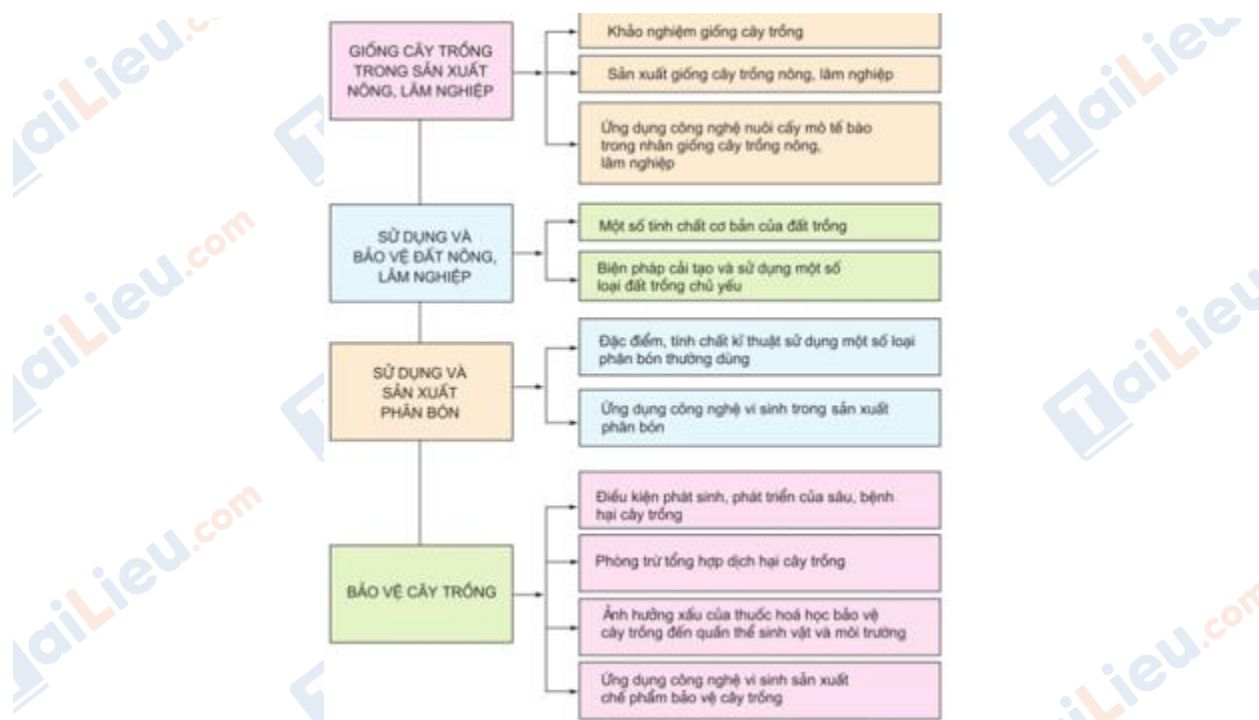 GIỐNG CÂY TRỒNG
TRONG SẢN XUẤT
NÔNG, LÂM NGHIỆP
Khảo nghiệm giống cây trồng
Sản xuất giống cây trồng nông, lâm nghiệp
Ứng dụng công nghệ nuôi cấy mô tế bào
trong nhân giống cây trồng nông,
lâm nghiệp
SỬ DỤNG VÀ
BẢO VỆ ĐẤT NÔNG,
LÂM NGHIỆP
Một số tính chất cơ bản của đất trồng
Biện pháp cải tạo và sử dụng một số
loại đất trồng chủ yếu
SỬ DỤNG VÀ
SẢN XUẤT
PHÂN BÓN
Đặc điểm, tính chất kĩ thuật sử dụng một số loại
phân bón thường dùng
Ứng dụng công nghệ vi sinh trong sản xuất
phân bón
BẢO VỆ CÂY TRỒNG
Điều kiện phát sinh, phát triển của sâu, bệnh
hại cây trồng
Phòng trừ tổng hợp dịch hại cây trồng
Ảnh hưởng xấu của thuốc hoá học bảo vệ
cây trồng đến quần thể sinh vật và môi trường
Ứng dụng công nghệ vi sinh sản xuất
chế phẩm bảo vệ cây trồng
TaiLieu.com
TaiLieu.com